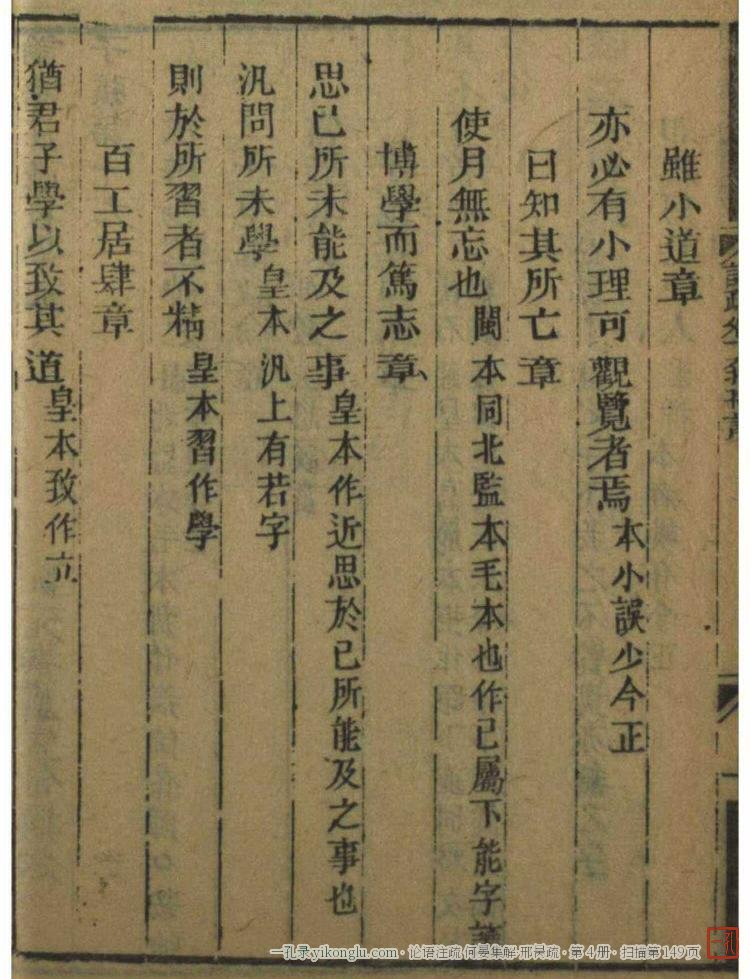 雖小道章
亦必有小理可觀覽者焉本小誤少今正
日知其所亡章
使月無忘也閩本同北監本毛本也作已屬下能字讀
博學而篤志章
思已所未能及之事皇本作近思於已所能及之事也
汎問所未學皇本汎上有若字
則於所習者不精皇本習作學
百工居肆章
猶君子學以致其道皇本致作立
一孔录yikonglu.com · 论语注疏.何晏集解.邢昺疏 · 第4册 · 扫描第149页